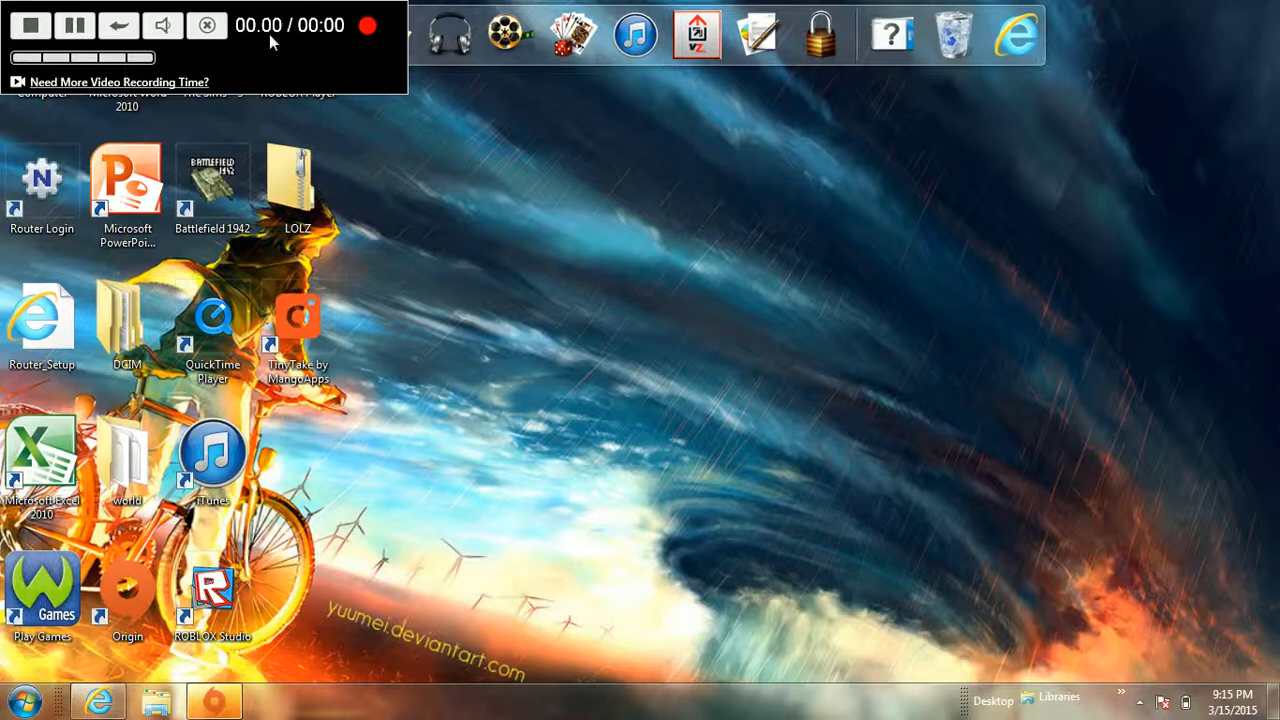 00.00 / 00:00
Need More Video Recording Time?
2010
Router Login
Microsoft
PowerPoi...
BATTLEFIELD
1942
Battlefield 1942
LOLZ
Router_Setup
DCIM
QuickTime
Player
TinyTake by
MangoApps
Microsoft Excel
2010
world
iTunes
W
Games
Play Games
Origin
ROBLOX Studio
yuumei.deviantart.com
VZ.
Desktop
Libraries
9:15 PM
3/15/2015